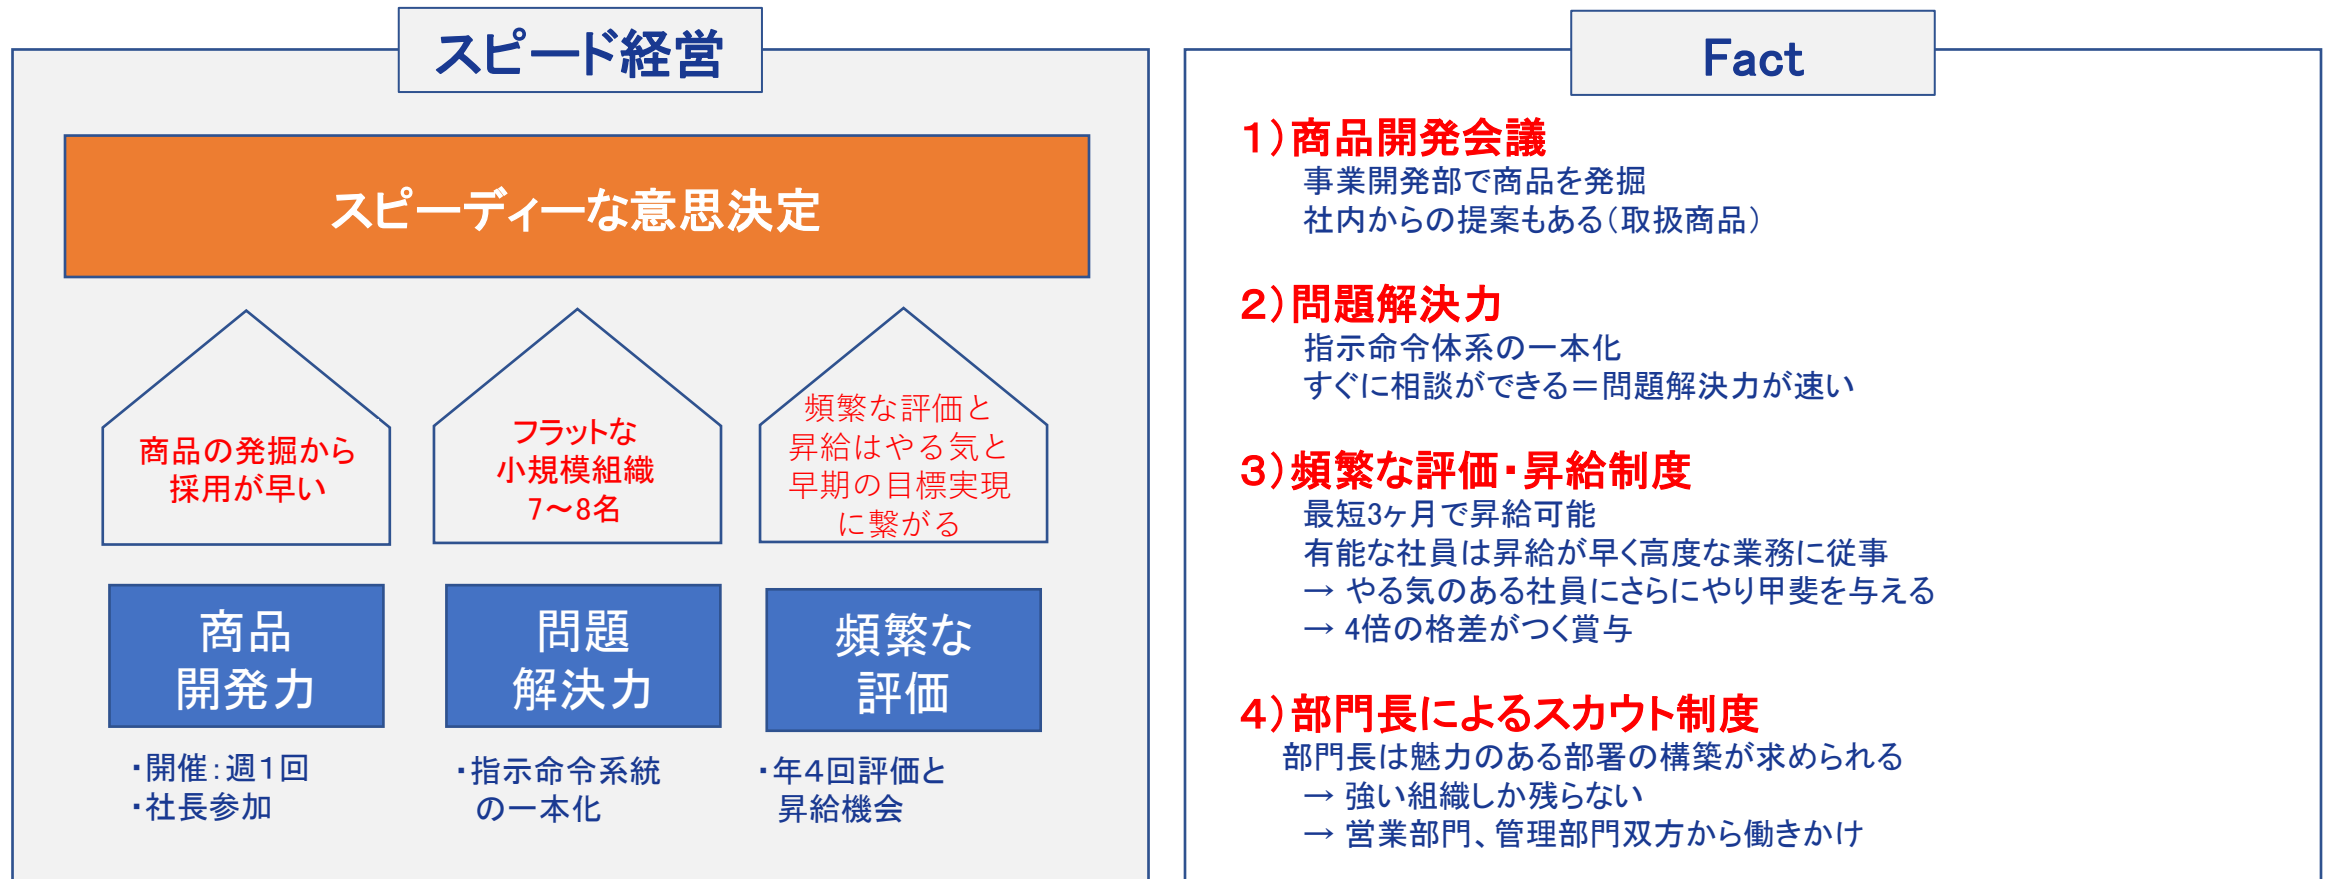 スピード経営
スピーディーな意思決定
商品の発掘から
採用が早い
フラットな
小規模組織
7～8名
頻繁な評価と
昇給はやる気と
早期の目標実現
に繋がる
商品
開発力
問題
解決力
頻繁な
評価
・開催：週１回
・社長参加
・指示命令系統
の一本化
・年４回評価と
昇給機会
Fact
１）商品開発会議
事業開発部で商品を発掘
社内からの提案もある（取扱商品）
２）問題解決力
指示命令体系の一本化
すぐに相談ができる＝問題解決力が速い
３）頻繁な評価・昇給制度
最短3ヶ月で昇給可能
有能な社員は昇給が早く高度な業務に従事
→ やる気のある社員にさらにやり甲斐を与える
→ 4倍の格差がつく賞与
４）部門長によるスカウト制度
部門長は魅力のある部署の構築が求められる
→ 強い組織しか残らない
→ 営業部門、管理部門双方から働きかけ